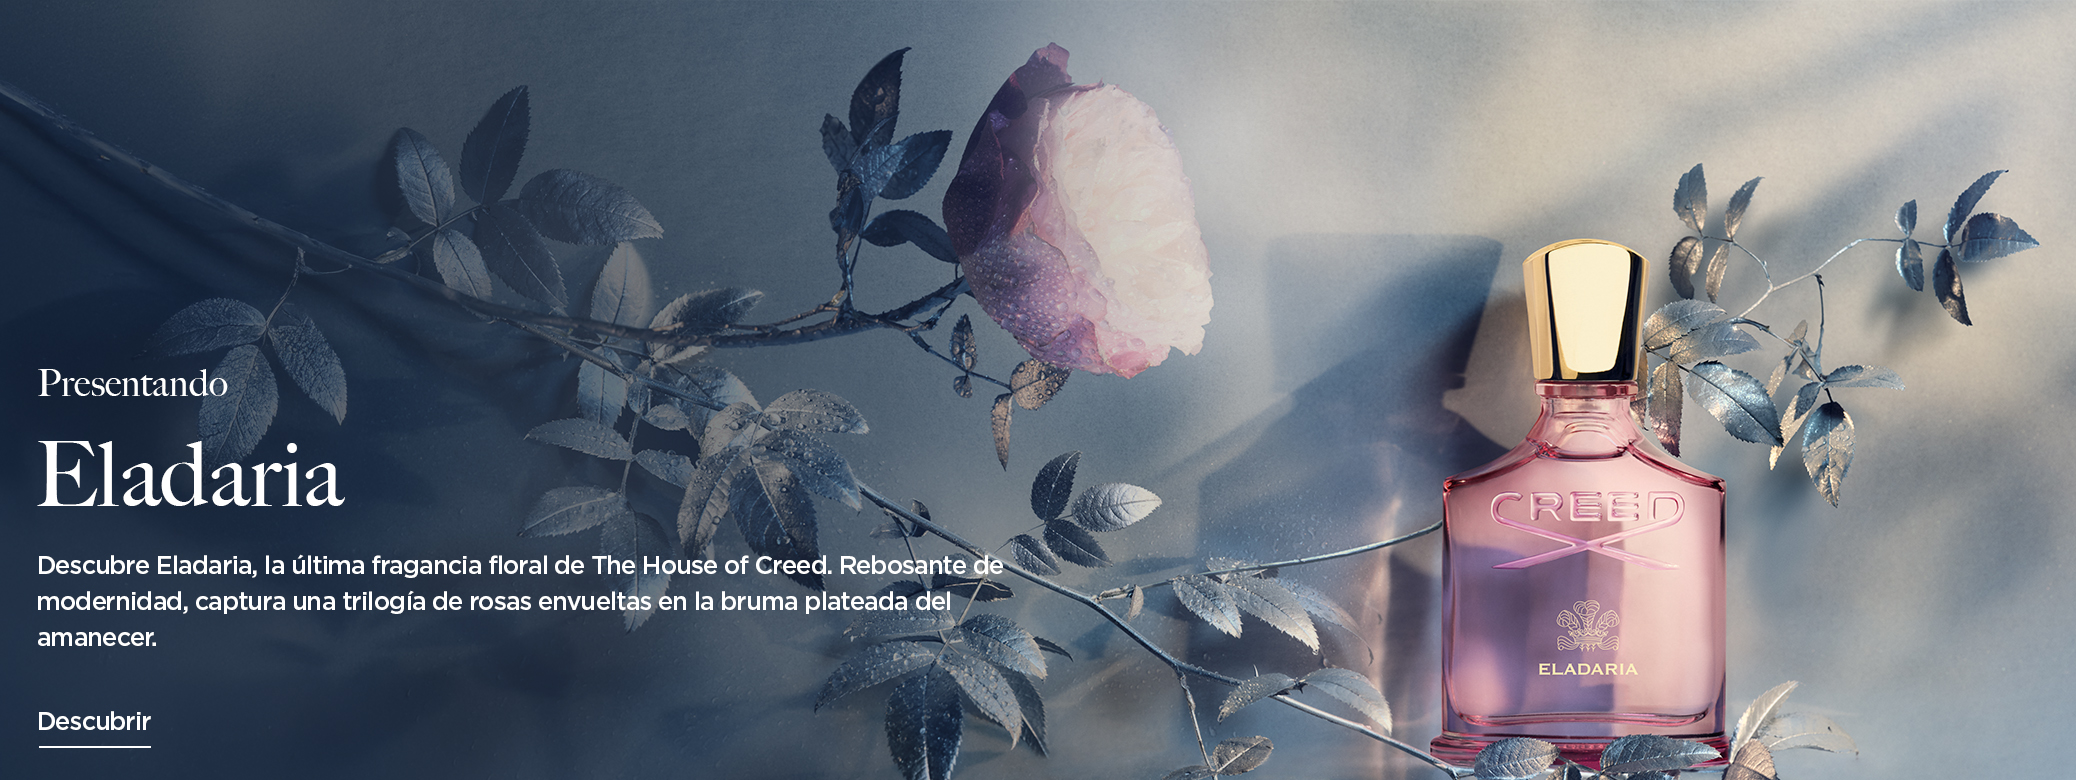 Presentando
Eladaria
Descubre Eladaria, la última fragancia floral de The House of Creed. Rebosante de
modernidad, captura una trilogía de rosas envueltas en la bruma plateada del
amanecer.
Descubrir
CREED
ELADARIA